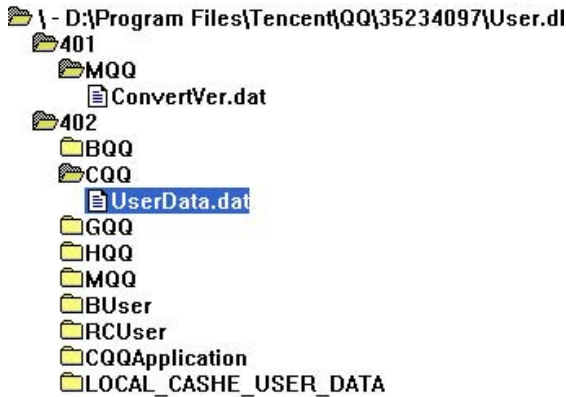 \ - D:\Program Files\Tencent\QQ\35234097\User.dl
401
MQQ
ConvertVer.dat
402
BQQ
CQQ
UserData.dat
GQQ
HQQ
MQQ
BUser
RCUser
CQQApplication
LOCAL_CASHE_USER_DATA